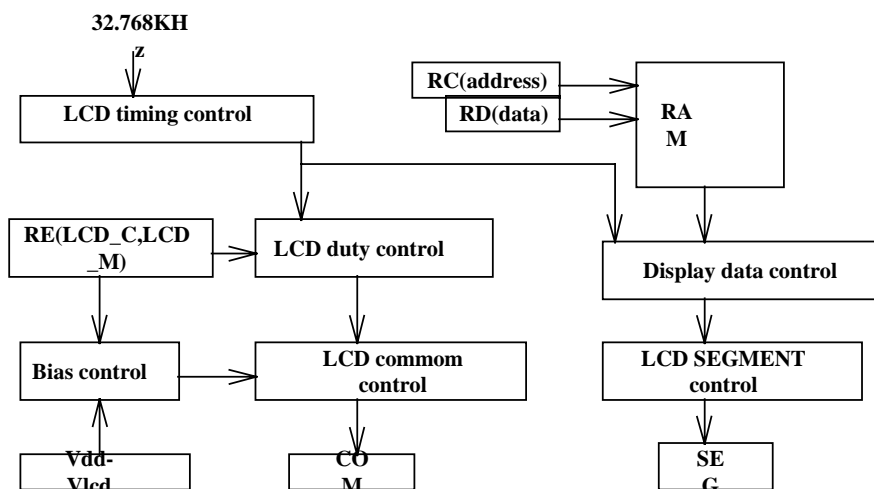 32.768KH
z
LCD timing control
RC(address)
RD(data)
RA
M
RE(LCD_C,LCD
_M)
LCD duty control
Display data control
Bias control
LCD commom
control
LCD SEGMENT
control
Vdd-
Vlcd
CO
M
SE
G